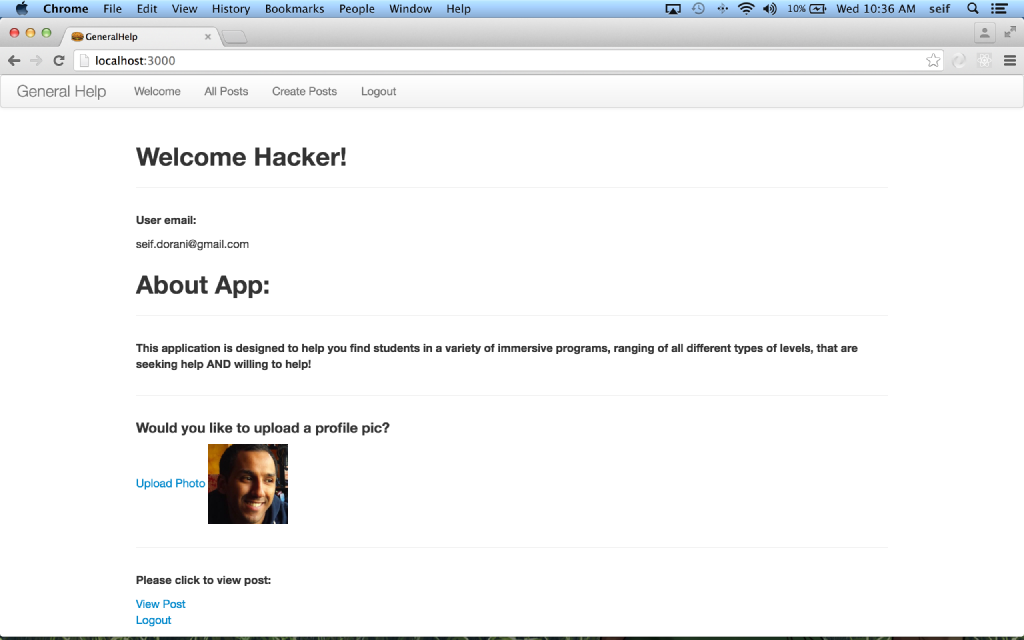 Chrome File Edit View History Bookmarks People Window Help 10% Wed 10:36 AM seif
GeneralHelp
localhost:3000
General Help Welcome All Posts Create Posts Logout
Welcome Hacker!
User email:
seif.dorani@gmail.com
About App:
This application is designed to help you find students in a variety of immersive programs, ranging of all different types of levels, that are
seeking help AND willing to help!
Would you like to upload a profile pic?
Upload Photo
Please click to view post:
View Post
Logout